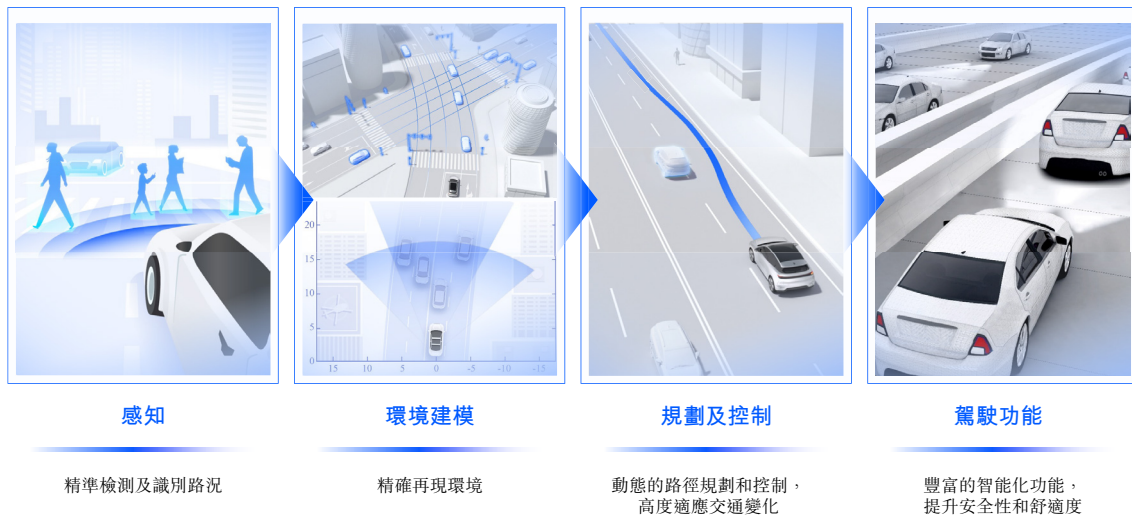 20
15
10
5
0
15
10
5
0
-5
-10
-15
感知
環境建模
規劃及控制
駕駛功能
精準檢測及識別路況
精確再現環境
動態的路徑規劃和控制，
高度適應交通變化
豐富的智能化功能，
提升安全性和舒適度